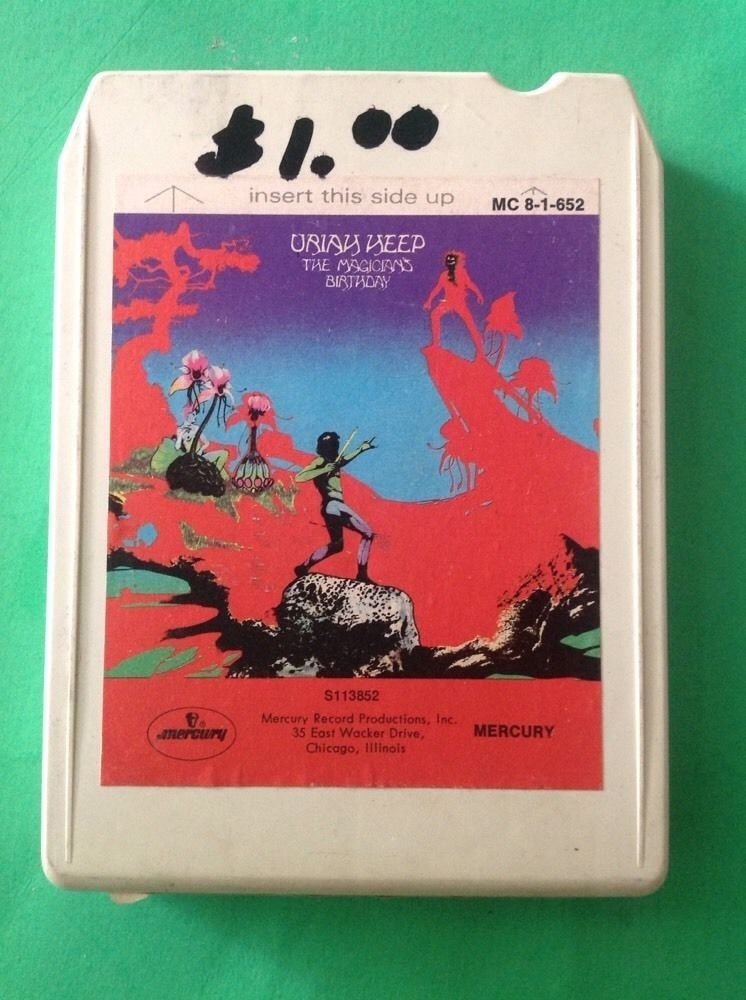 $1.00
insert this side up
MC 8-1-652
URIAH HEEP
THE MAGICIAN'S
BIRTHDAY
S113852
mercury®
Mercury Record Productions, Inc.
35 East Wacker Drive,
Chicago, Illinois
MERCURY